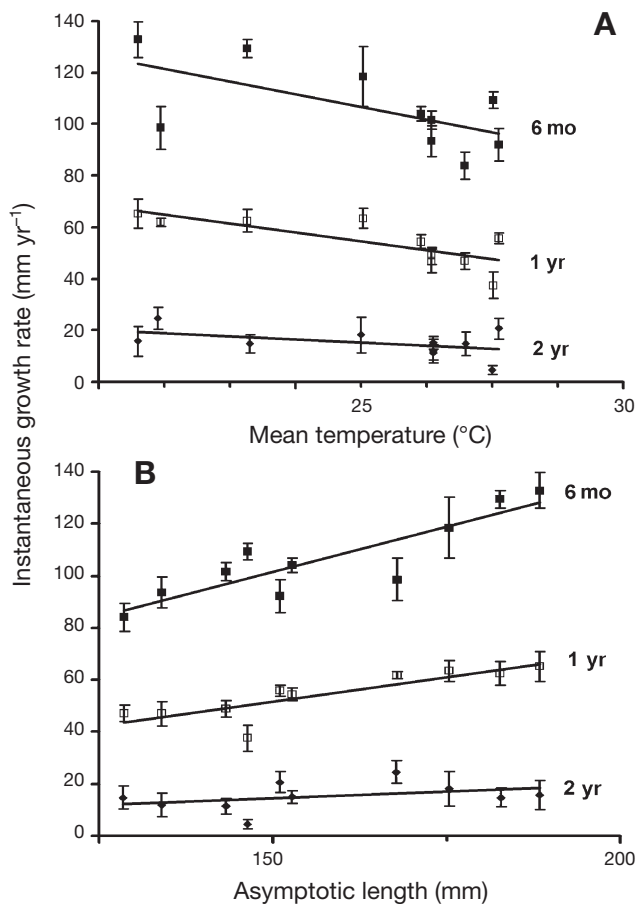 A
140
120
100
80
60
40
20
0
6 mo
1 yr
2 yr
25
30
Mean temperature (°C)
Instantaneous growth rate (mm yr⁻¹)
B
140
120
100
80
60
40
20
0
6 mo
1 yr
2 yr
150
200
Asymptotic length (mm)